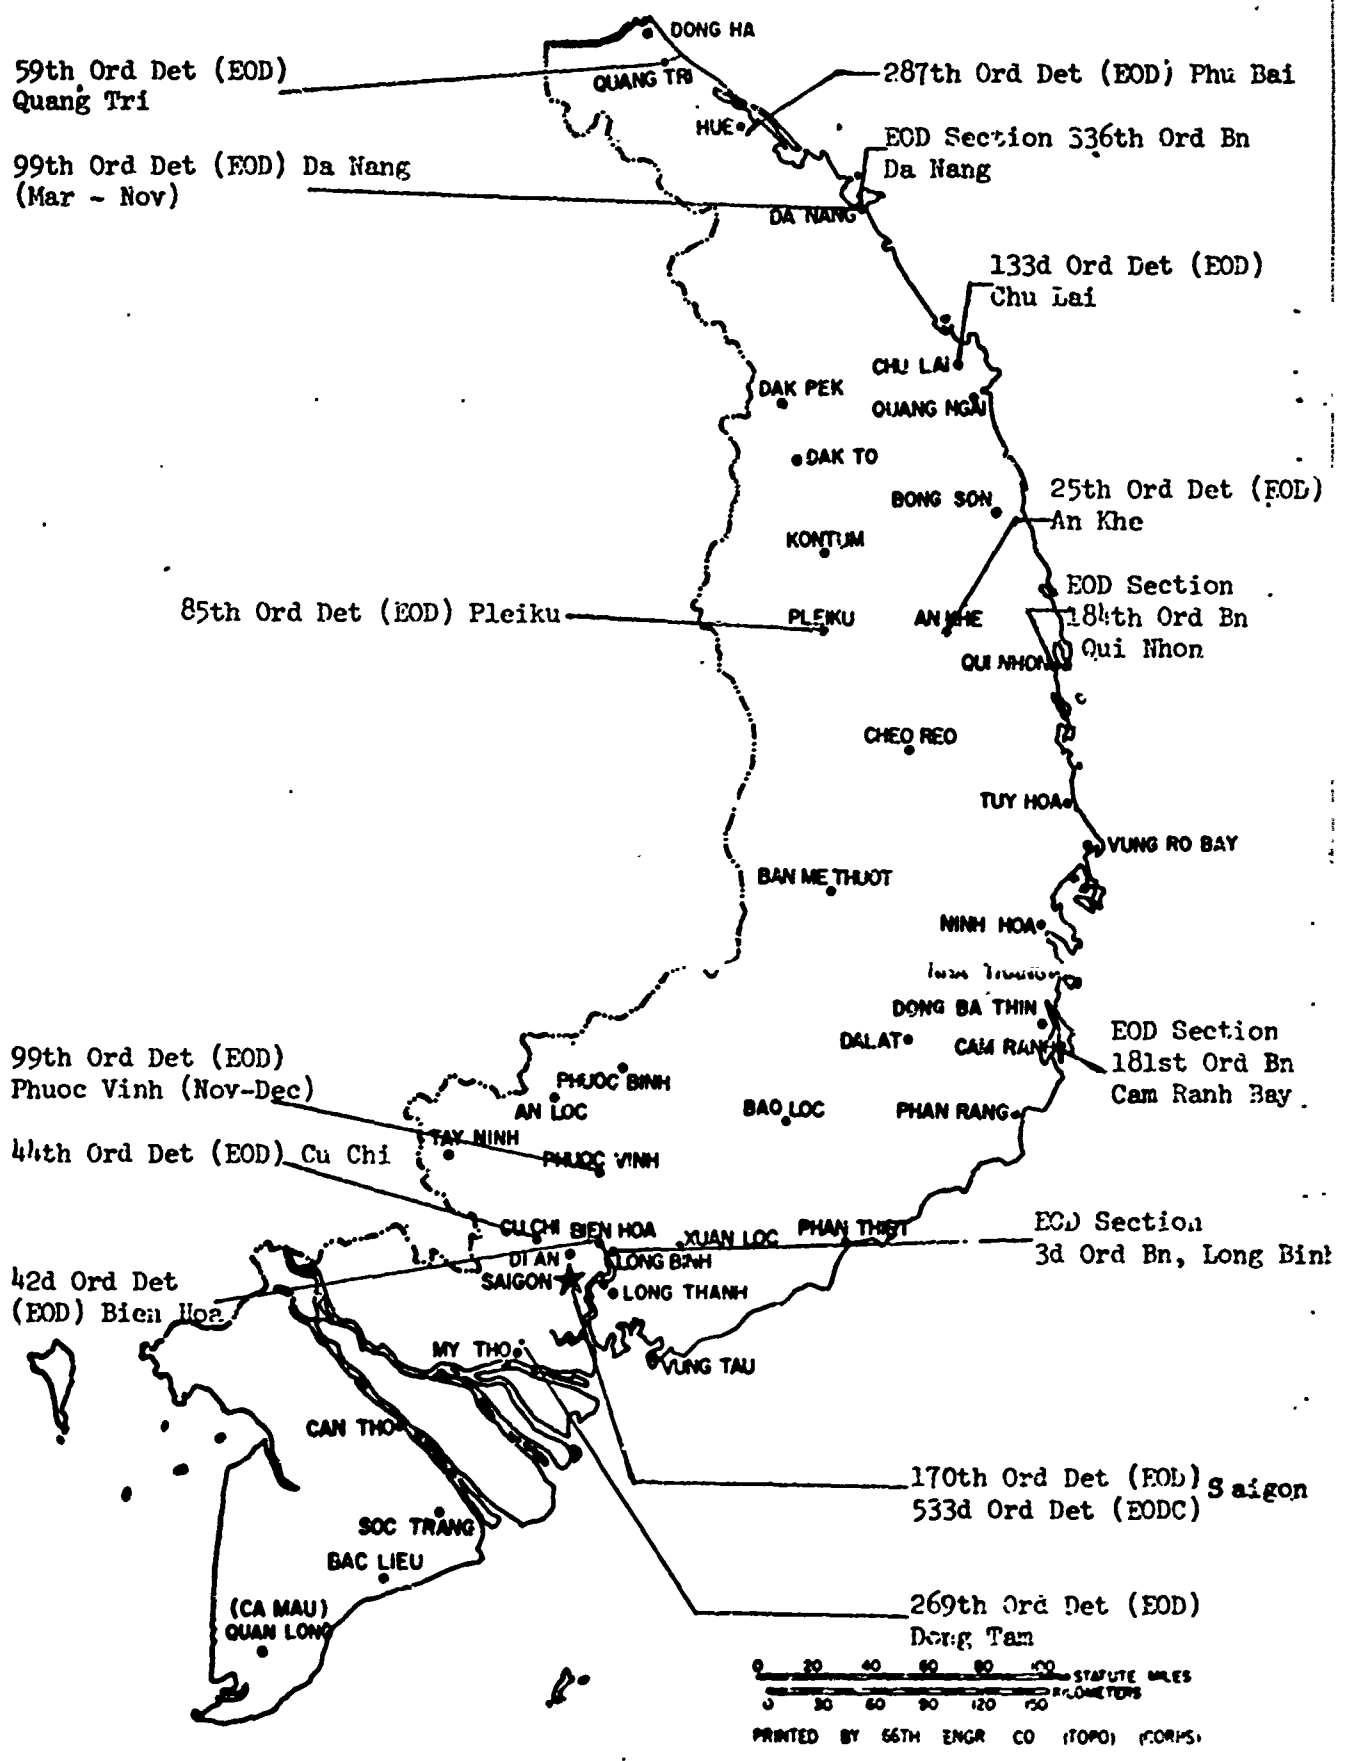 DONG HA
59th Ord Det (EOD)
Quang Tri
QUANG TRI
287th Ord Det (EOD) Phu Bai
HUE
EOD Section 336th Ord Bn
Da Nang
99th Ord Det (EOD) Da Nang
(Mar - Nov)
DA NANG
133d Ord Det (EOD)
Chu Lai
CHU LAI
DAK PEK
QUANG NGAI
DAK TO
25th Ord Det (EOD)
An Khe
BONG SON
KONTUM
EOD Section
184th Ord Bn
Qui Nhon
85th Ord Det (EOD) Pleiku
PLEIKU
AN KHE
QUI NHON
CHEO REO
TUY HOA
VUNG RO BAY
BAN ME THUOT
NINH HOA
DONG BA THIN
DALAT
CAM RANH
EOD Section
181st Ord Bn
Cam Ranh Bay
99th Ord Det (EOD)
Phuoc Vinh (Nov-Dec)
PHUOC BINH
AN LOC
BAO LOC
PHAN RANG
TAY NINH
44th Ord Det (EOD) Cu Chi
PHUOC VINH
CU CHI
BIEN HOA
XUAN LOC
PHAN THIET
EOD Section
3d Ord Bn, Long Binh
DI AN
LONG BINH
SAIGON
LONG THANH
42d Ord Det
(EOD) Bien Hoa
MY THO
VUNG TAU
CAN THO
170th Ord Det (EOD) Saigon
533d Ord Det (EODC)
SOC TRANG
BAC LIEU
(CA MAU)
QUAN LONG
269th Ord Det (EOD)
Dong Tam
0 20 40 60 80 100
STATUTE MILES
KILOMETERS
0 30 60 90 120 150
PRINTED BY 66TH ENGR CO (TOPO) (CORPS)